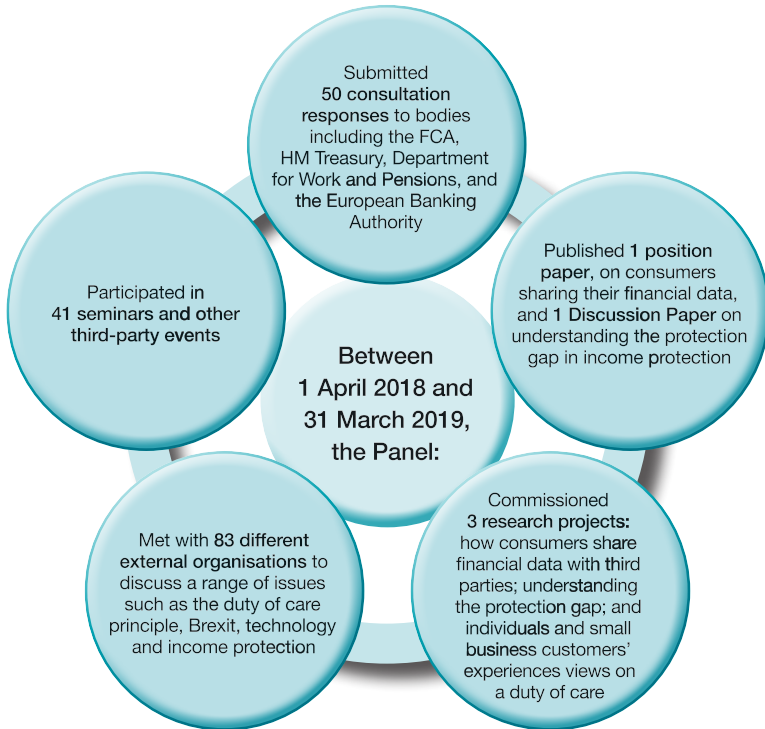 Submitted
50 consultation
responses to bodies
including the FCA,
HM Treasury, Department
for Work and Pensions, and
the European Banking
Authority
Published 1 position
paper, on consumers
sharing their financial data,
and 1 Discussion Paper on
understanding the protection
gap in income protection
Participated in
41 seminars and other
third-party events
Between
1 April 2018 and
31 March 2019,
the Panel:
Met with 83 different
external organisations to
discuss a range of issues
such as the duty of care
principle, Brexit, technology
and income protection
Commissioned
3 research projects:
how consumers share
financial data with third
parties; understanding
the protection gap; and
individuals and small
business customers’
experiences views on
a duty of care